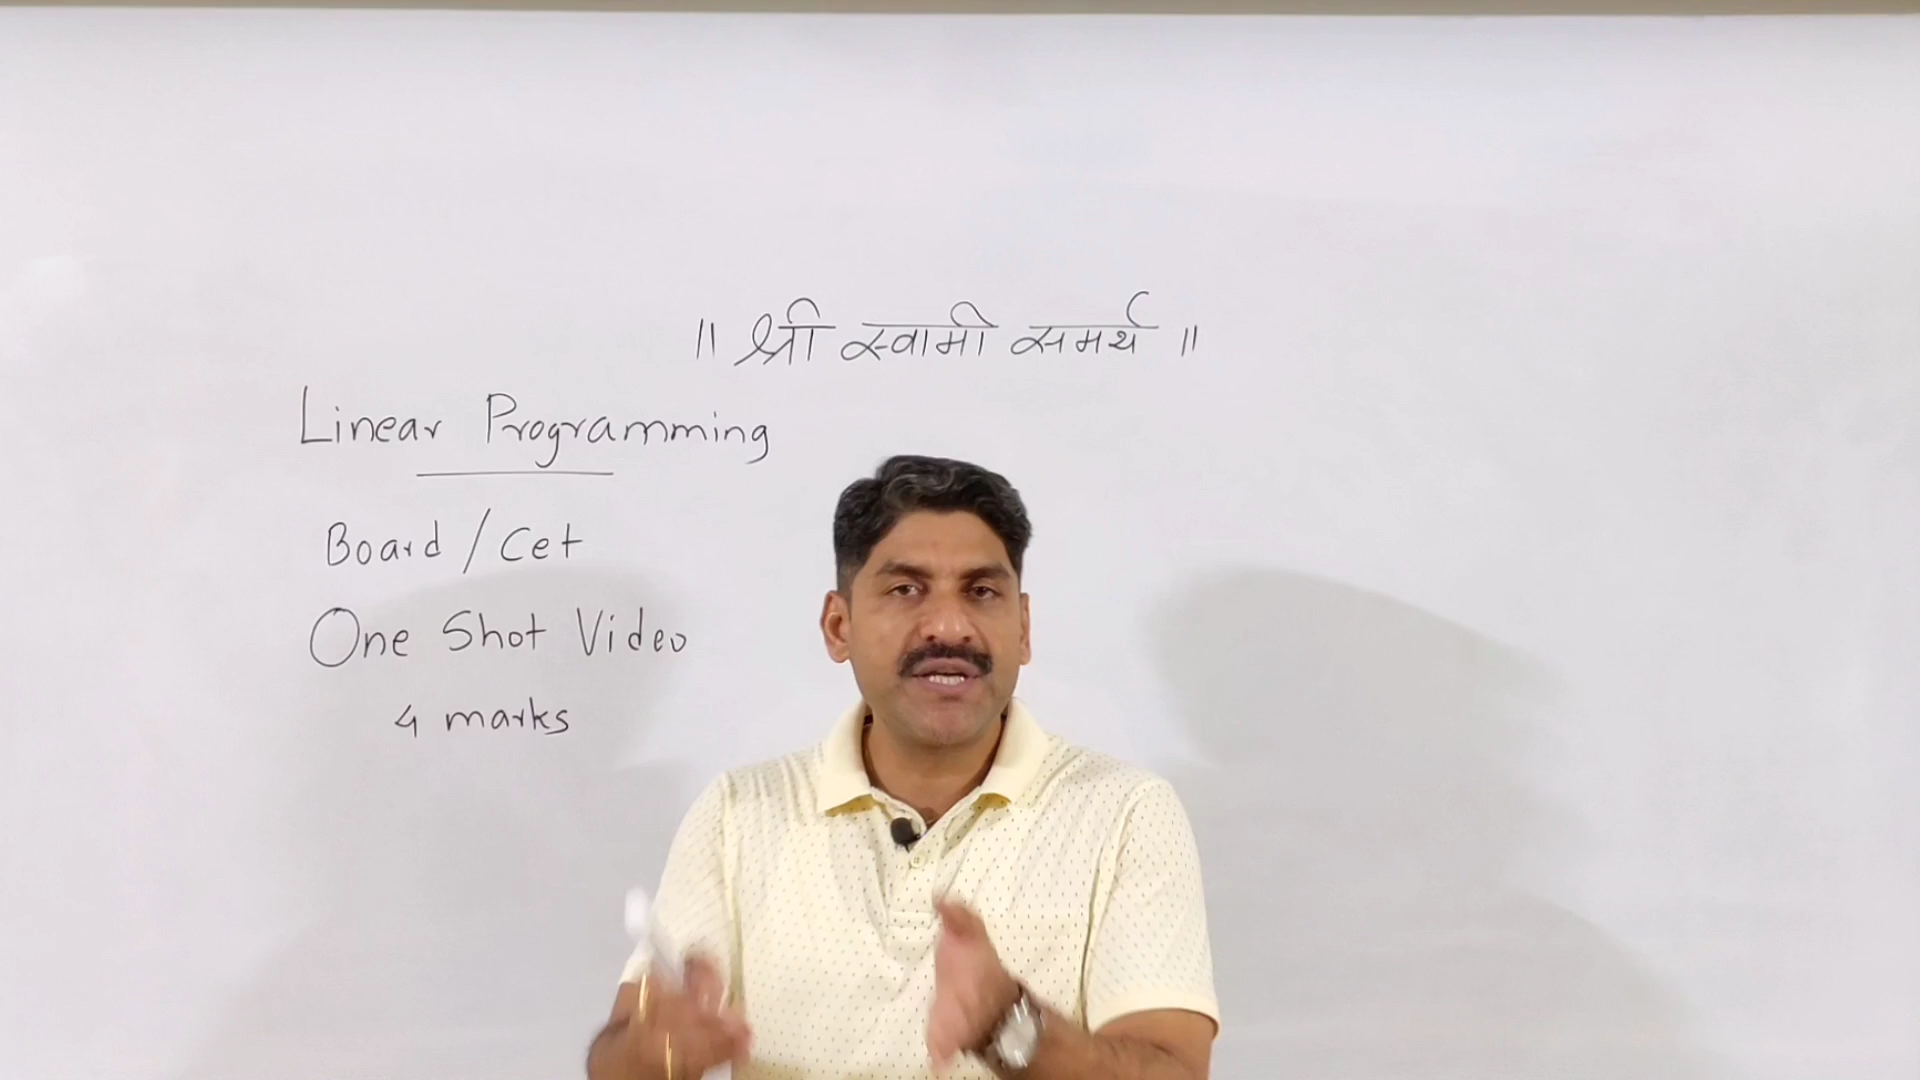 ॥ श्री स्वामी समर्थ ॥
Linear Programming
Board / Cet
One Shot Video
4 marks